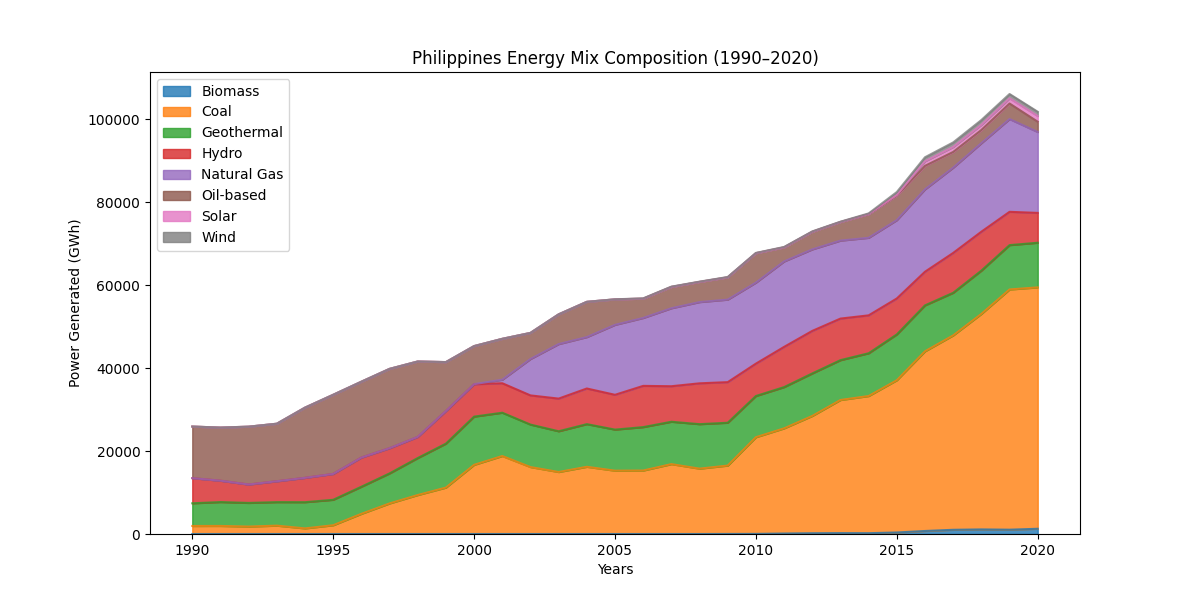 Philippines Energy Mix Composition (1990–2020)
Biomass
Coal
Geothermal
Hydro
Natural Gas
Oil-based
Solar
Wind
Power Generated (GWh)
100000
80000
60000
40000
20000
0
1990 1995 2000 2005 2010 2015 2020
Years